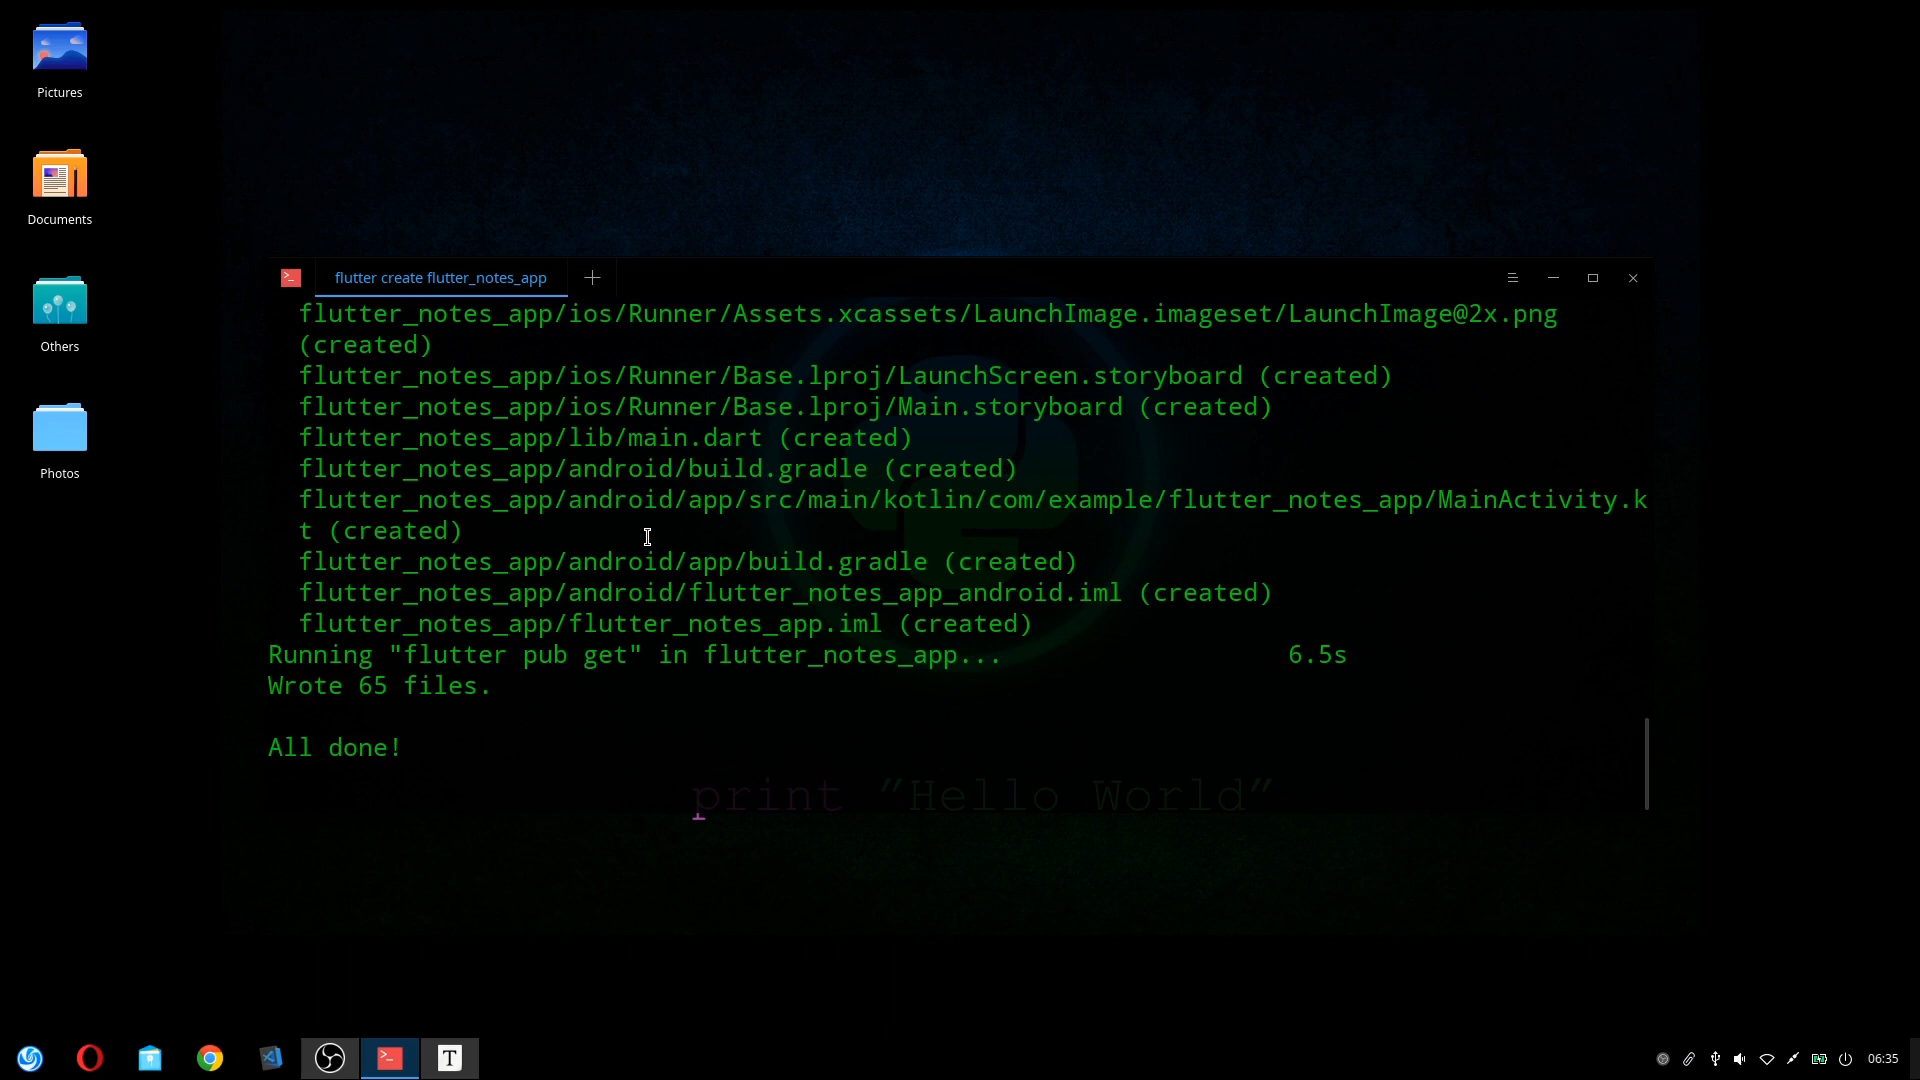 Pictures
Documents
Others
Photos
flutter create flutter_notes_app
flutter_notes_app/ios/Runner/Assets.xcassets/LaunchImage.imageset/LaunchImage@2x.png
(created)
flutter_notes_app/ios/Runner/Base.lproj/LaunchScreen.storyboard (created)
flutter_notes_app/ios/Runner/Base.lproj/Main.storyboard (created)
flutter_notes_app/lib/main.dart (created)
flutter_notes_app/android/build.gradle (created)
flutter_notes_app/android/app/src/main/kotlin/com/example/flutter_notes_app/MainActivity.k
t (created)
flutter_notes_app/android/app/build.gradle (created)
flutter_notes_app/android/flutter_notes_app_android.iml (created)
flutter_notes_app/flutter_notes_app.iml (created)
Running "flutter pub get" in flutter_notes_app... 6.5s
Wrote 65 files.
All done!
print ”Hello World”
T
06:35